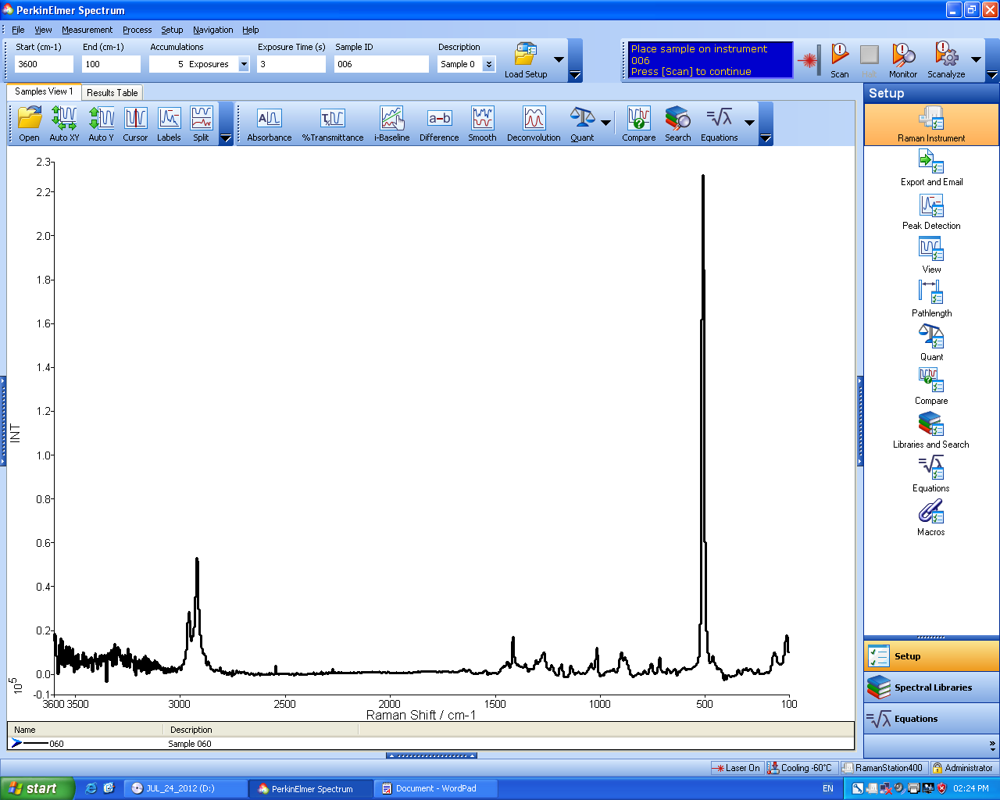 PerkinElmer Spectrum
File View Measurement Process Setup Navigation Help
Start (cm-1) End (cm-1) Accumulations Exposure Time (s) Sample ID Description
3600 100 5 Exposures 3 006 Sample 0
Load Setup
Place sample on instrument
006
Press [Scan] to continue
Scan Halt Monitor Scanalyze
Samples View 1 Results Table
Open Auto XY Auto Y Cursor Labels Split Absorbance %Transmittance i-Baseline Difference Smooth Deconvolution Quant Compare Search Equations
Setup
Raman Instrument
Export and Email
Peak Detection
View
Pathlength
Quant
Compare
Libraries and Search
Equations
Macros
Setup
Spectral Libraries
Equations
2.3
2.2
2.0
1.8
1.6
1.4
1.2
1.0
0.8
0.6
0.4
0.2
0.0
-0.1
INT
10^5
3600 3500 3000 2500 2000 1500 1000 500 100
Raman Shift / cm-1
Name Description
060 Sample 060
Laser On Cooling -60°C RamanStation400 Administrator
start JUL_24_2012 (D:) PerkinElmer Spectrum Document - WordPad EN 02:24 PM